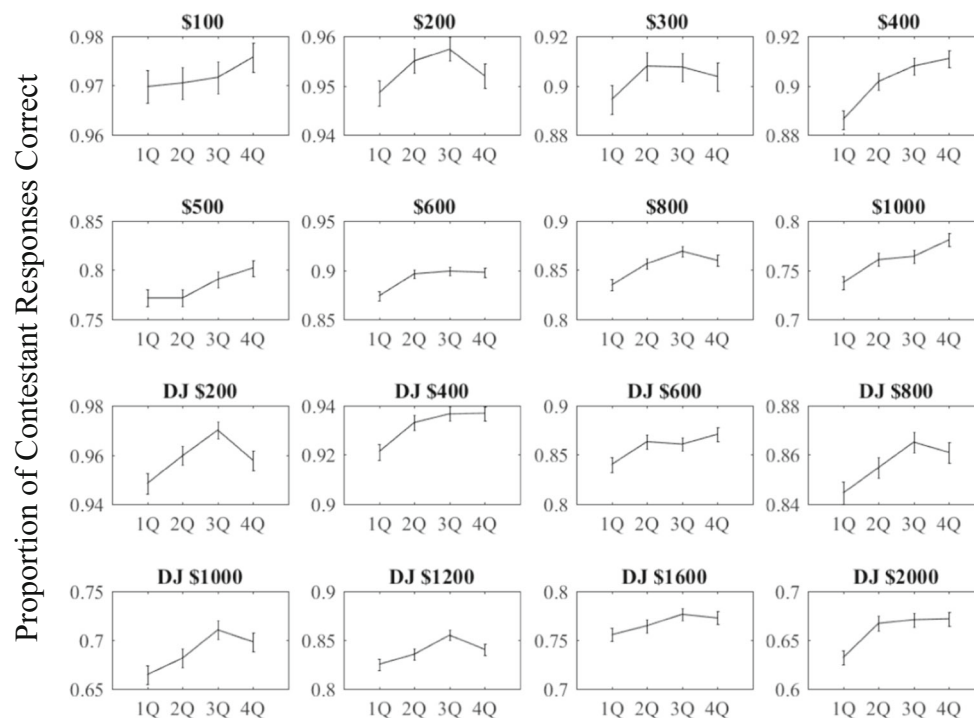 Proportion of Contestant Responses Correct
$100
0.98
0.97
0.96
1Q 2Q 3Q 4Q
$200
0.96
0.95
0.94
1Q 2Q 3Q 4Q
$300
0.92
0.9
0.88
1Q 2Q 3Q 4Q
$400
0.92
0.9
0.88
1Q 2Q 3Q 4Q
$500
0.85
0.8
0.75
1Q 2Q 3Q 4Q
$600
0.95
0.9
0.85
1Q 2Q 3Q 4Q
$800
0.9
0.85
0.8
1Q 2Q 3Q 4Q
$1000
0.8
0.75
0.7
1Q 2Q 3Q 4Q
DJ $200
0.98
0.96
0.94
1Q 2Q 3Q 4Q
DJ $400
0.94
0.92
0.9
1Q 2Q 3Q 4Q
DJ $600
0.9
0.85
0.8
1Q 2Q 3Q 4Q
DJ $800
0.88
0.86
0.84
1Q 2Q 3Q 4Q
DJ $1000
0.75
0.7
0.65
1Q 2Q 3Q 4Q
DJ $1200
0.9
0.85
0.8
1Q 2Q 3Q 4Q
DJ $1600
0.8
0.75
0.7
1Q 2Q 3Q 4Q
DJ $2000
0.7
0.65
0.6
1Q 2Q 3Q 4Q